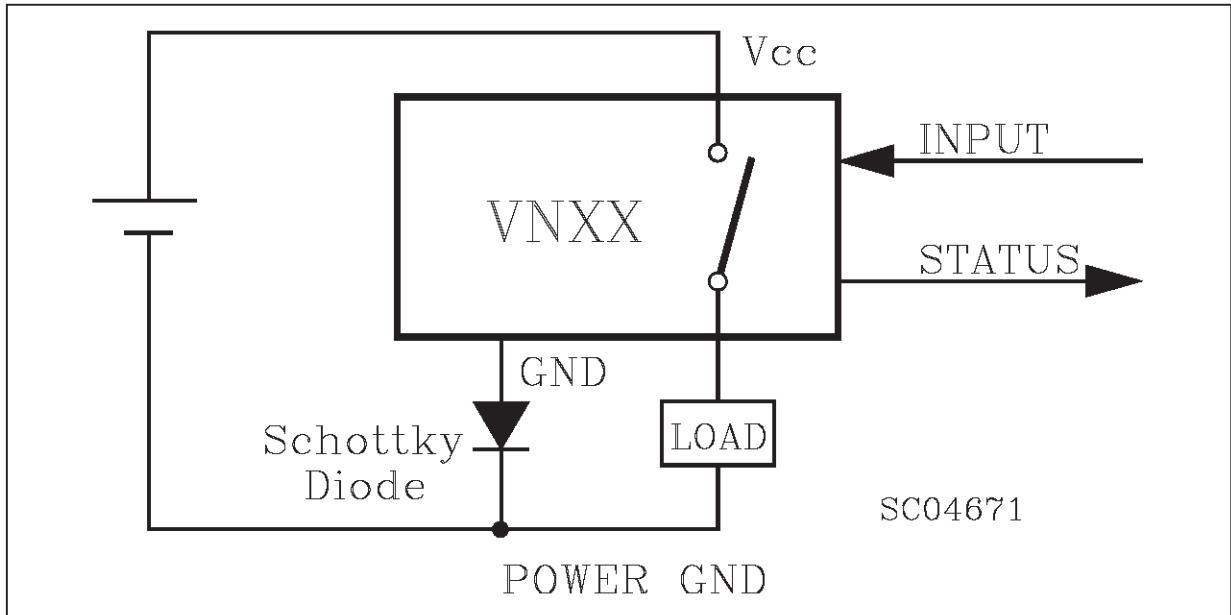 Vcc
INPUT
VNXX
STATUS
GND
Schottky
Diode
LOAD
SC04671
POWER GND